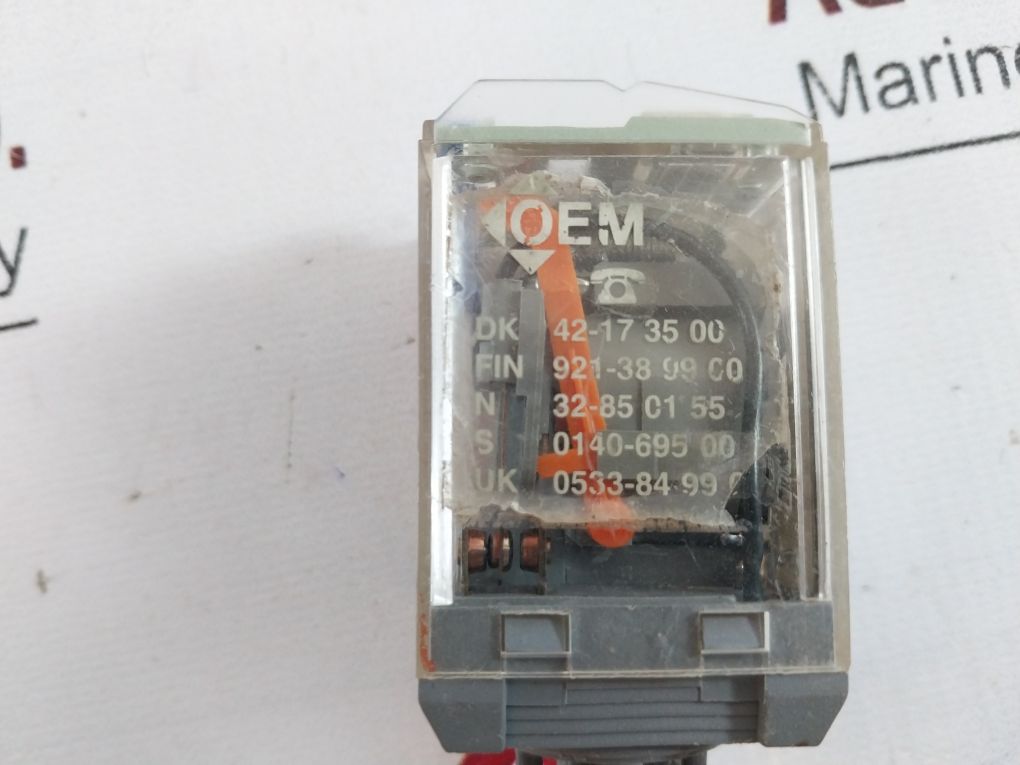 Marine
y
OEM
DK 42-17 35 00
FIN 921-38 99 00
N 32-85 01 55
S 0140-695 00
UK 0533-84 99